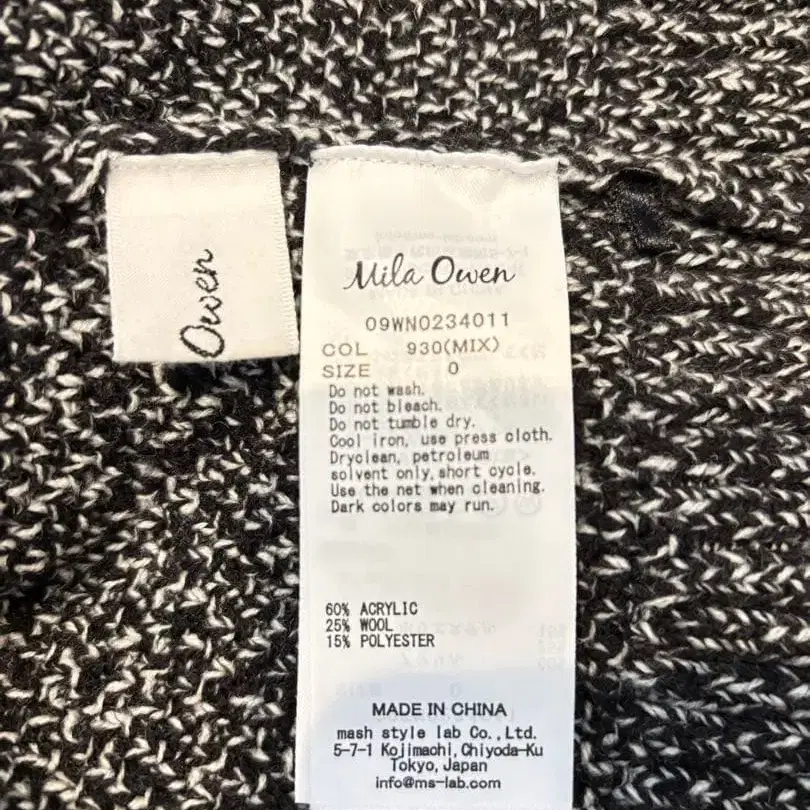 Owen
Mila Owen
09WN0234011
COL 930(MIX)
SIZE 0
Do not wash.
Do not bleach.
Do not tumble dry.
Cool iron, use press cloth.
Dryclean, petroleum
solvent only, short cycle.
Use the net when cleaning.
Dark colors may run.
60% ACRYLIC
25% WOOL
15% POLYESTER
MADE IN CHINA
mash style lab Co.,Ltd.
5-7-1 Kojimachi,Chiyoda-Ku
Tokyo,Japan
info@ms-lab.com